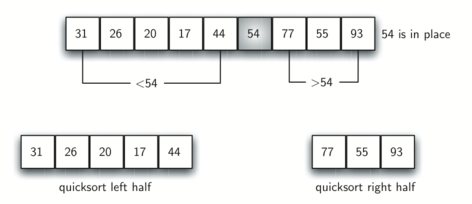 31 26 20 17 44 54 77 55 93 54 is in place
<54 >54
31 26 20 17 44 77 55 93
quicksort left half quicksort right half